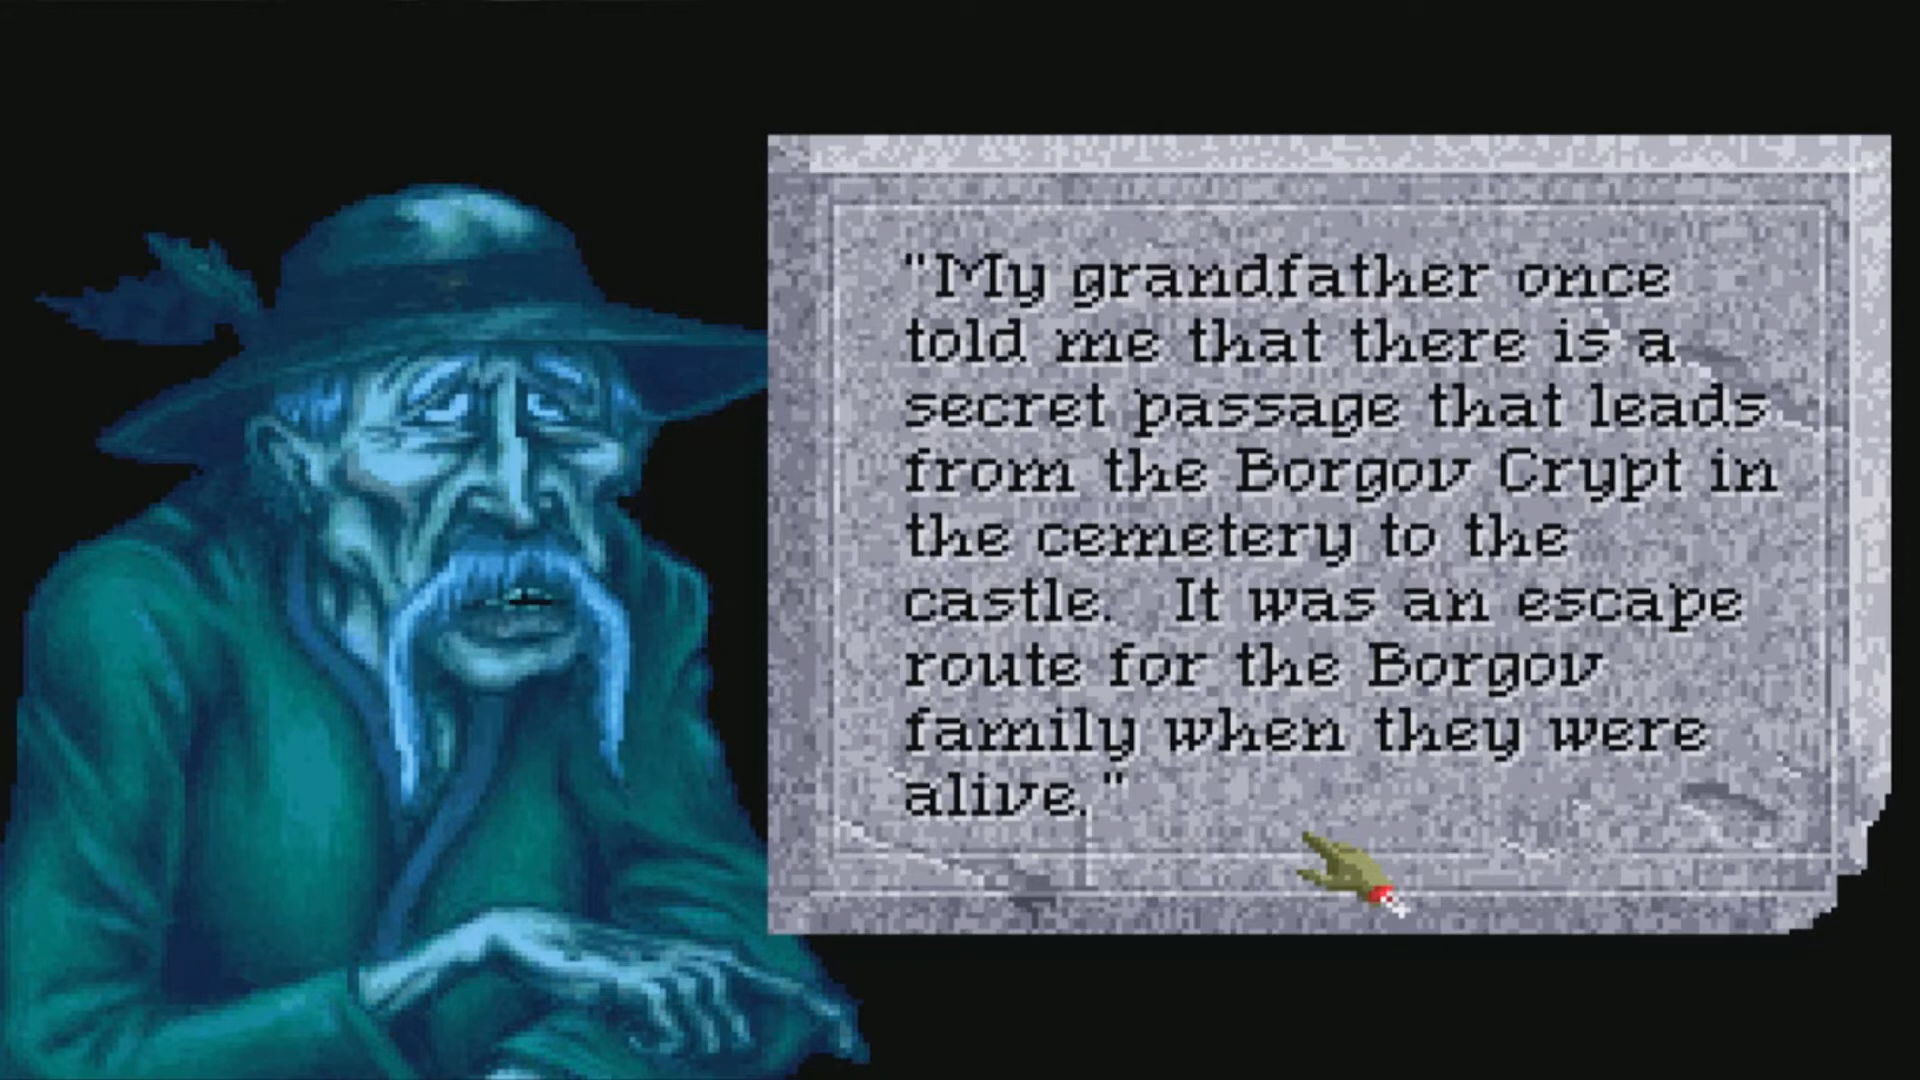 "My grandfather once
told me that there is a
secret passage that leads
from the Borgov Crypt in
the cemetery to the
castle.  It was an escape
route for the Borgov
family when they were
alive."